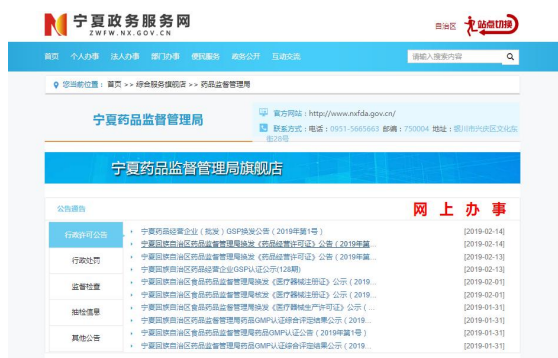 宁夏政务服务网
ZWFW.NX.GOV.CN
自治区 站点切换
首页 个人办事 法人办事 部门办事 便民服务 政务公开 互动交流 请输入搜索内容
您当前位置： 首页 >> 综合服务旗舰店 >> 药品监督管理局
宁夏药品监督管理局
官方网站：http://www.nxfda.gov.cn/
联系方式：电话：0951-5665663 邮编：750004 地址：银川市兴庆区文化东街28号
宁夏药品监督管理局旗舰店
公告通告
网上办事
行政许可公告
行政处罚
监督检查
抽检信息
其他公告
宁夏药品经营企业（批发）GSP换发公告（2019年第1号） [2019-02-14]
宁夏回族自治区药品监督管理局换发《药品经营许可证》公告（2019年第... [2019-02-14]
宁夏回族自治区药品监督管理局换发《药品经营许可证》公告（2019年第... [2019-02-13]
宁夏回族自治区药品经营企业GSP认证公示(128期) [2019-02-13]
宁夏回族自治区食品药品监督管理局换发《医疗器械注册证》公示（2019... [2019-02-01]
宁夏回族自治区食品药品监督管理局核发《医疗器械注册证》公示（2019... [2019-02-01]
宁夏回族自治区食品药品监督管理局换发《医疗器械生产许可证》公示（... [2019-01-31]
宁夏回族自治区食品药品监督管理局药品GMP认证综合评定结果公示（2019... [2019-01-31]
宁夏回族自治区食品药品监督管理局药品GMP认证公告（2019年第1号） [2019-01-31]
宁夏回族自治区食品药品监督管理局药品GMP认证综合评定结果公示（2019... [2019-01-31]